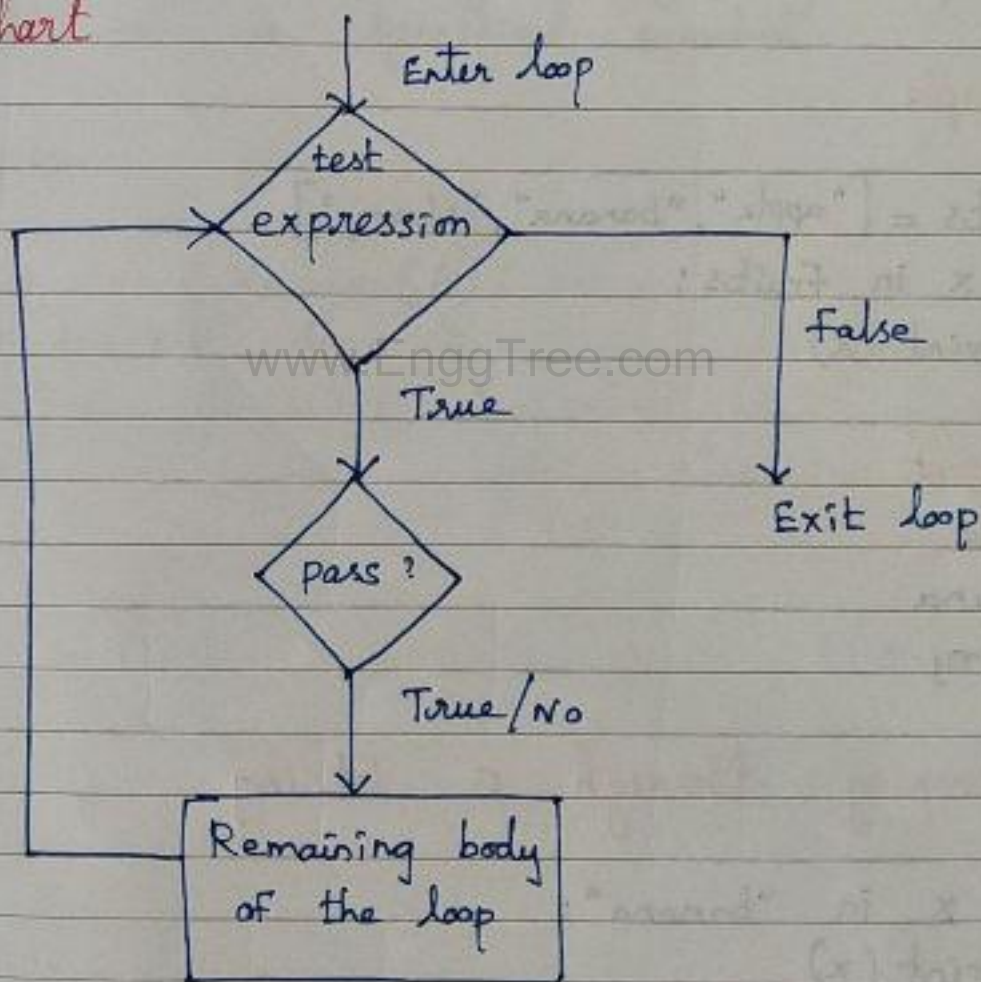 hart
Enter loop
test
expression
False
www.EnggTree.com
True
Exit loop
pass ?
True/No
Remaining body
of the loop